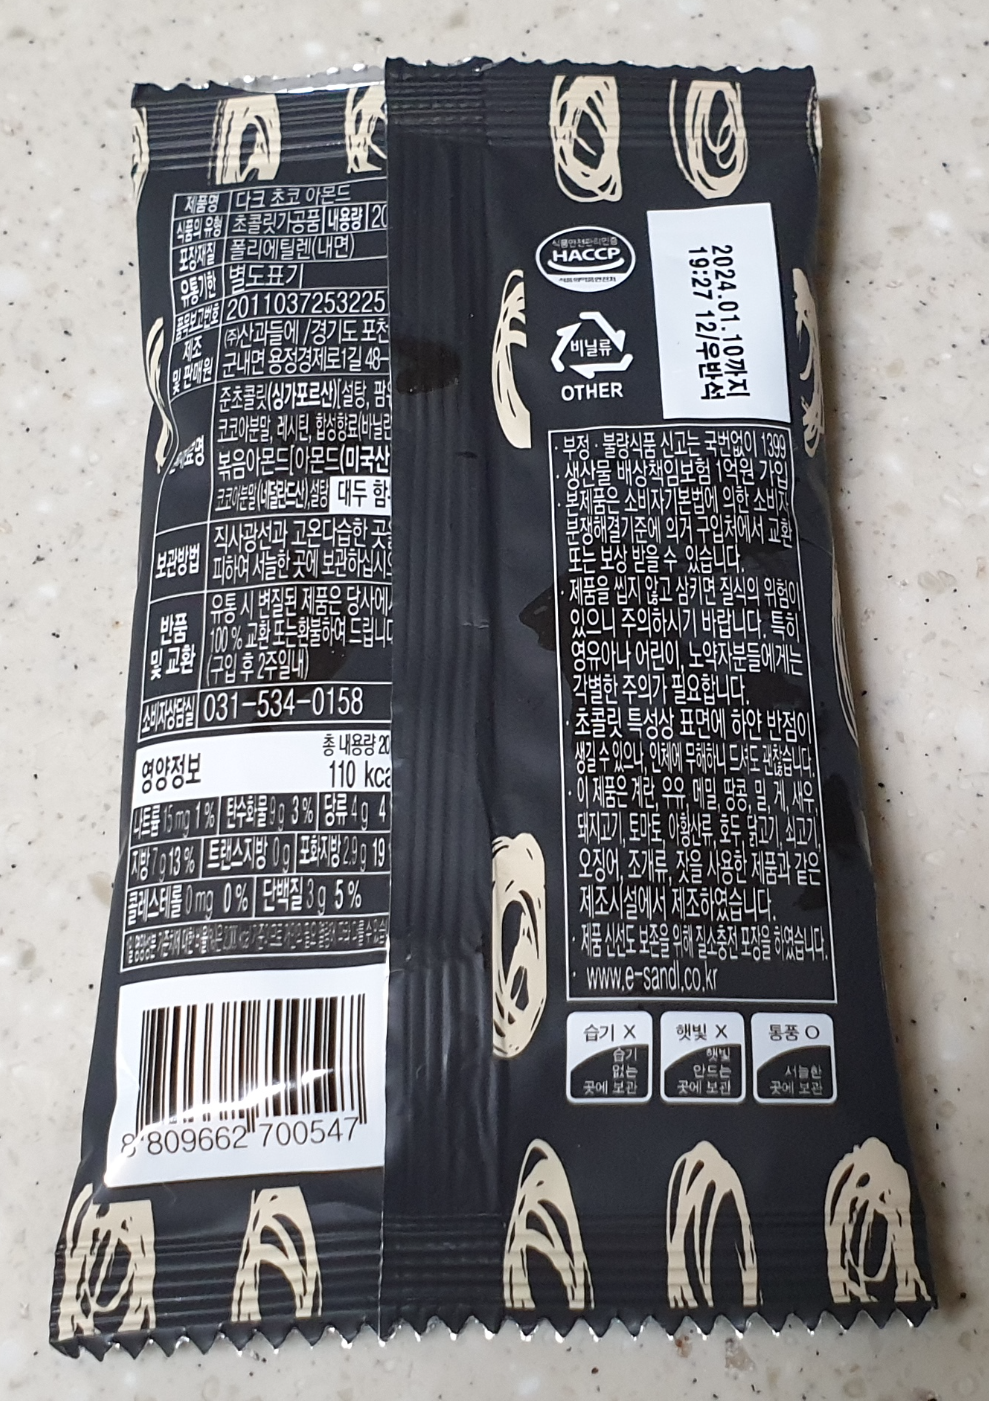 제품명 다크 초코 아몬드
식품의 유형 초콜릿가공품 내용량 20
포장재질 폴리에틸렌(내면)
유통기한 별도표기
품목보고번호 2011037253225
제조 및 판매원 ㈜산과들에 / 경기도 포천
군내면 용정경제로1길 48-
준초콜릿(싱가포르산)[설탕, 팜
코코아분말, 레시틴, 합성향료(바닐린
볶음아몬드[아몬드(미국산
코코아분말(네덜란드산),설탕 대두 함
보관방법 직사광선과 고온다습한 곳
피하여 서늘한 곳에 보관하십시
반품 및 교환 유통 시 변질된 제품은 당사에
100 % 교환 또는 환불하여 드립니다
(구입 후 2주일내)
소비자상담실 031-534-0158
영양정보 총 내용량 20
110 kca
나트륨 15 mg 1 % 탄수화물 9 g 3 % 당류 4 g 4
지방 7 g 13 % 트랜스지방 0 g 포화지방 2.9 g 19
콜레스테롤 0 mg 0 % 단백질 3 g 5 %
8 809662 700547
식품안전관리인증
HACCP
식품의약품안전처
비닐류
OTHER
2024.01.10까지
19:27 12/우반석
· 부정 · 불량식품 신고는 국번없이 1399
· 생산물 배상책임보험 1억원 가입
· 본제품은 소비자기본법에 의한 소비자
분쟁해결기준에 의거 구입처에서 교환
또는 보상 받을 수 있습니다.
· 제품을 씹지 않고 삼키면 질식의 위험이
있으니 주의하시기 바랍니다. 특히
영유아나 어린이, 노약자분들에게는
각별한 주의가 필요합니다.
· 초콜릿 특성상 표면에 하얀 반점이
생길 수 있으나, 인체에 무해하니 드셔도 괜찮습니다.
· 이 제품은 계란, 우유, 메밀, 땅콩, 밀, 게, 새우,
돼지고기, 토마토, 아황산류, 호두, 닭고기, 쇠고기,
오징어, 조개류, 잣을 사용한 제품과 같은
제조시설에서 제조하였습니다.
· 제품 신선도 보존을 위해 질소충전 포장을 하였습니다.
· www.e-sandl.co.kr
습기 X
습기
없는
곳에 보관
햇빛 X
햇빛
안드는
곳에 보관
통풍 O
서늘한
곳에 보관